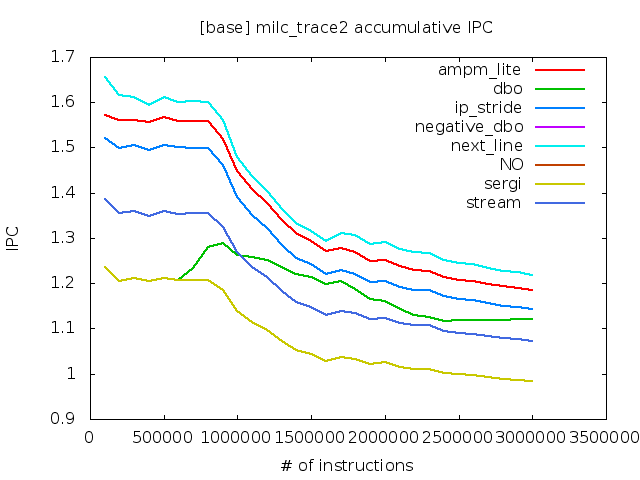 [base] milc_trace2 accumulative IPC
1.7
1.6
1.5
1.4
1.3
1.2
1.1
1
0.9
IPC
ampm_lite
dbo
ip_stride
negative_dbo
next_line
NO
sergi
stream
0 500000 1000000 1500000 2000000 2500000 3000000 3500000
# of instructions